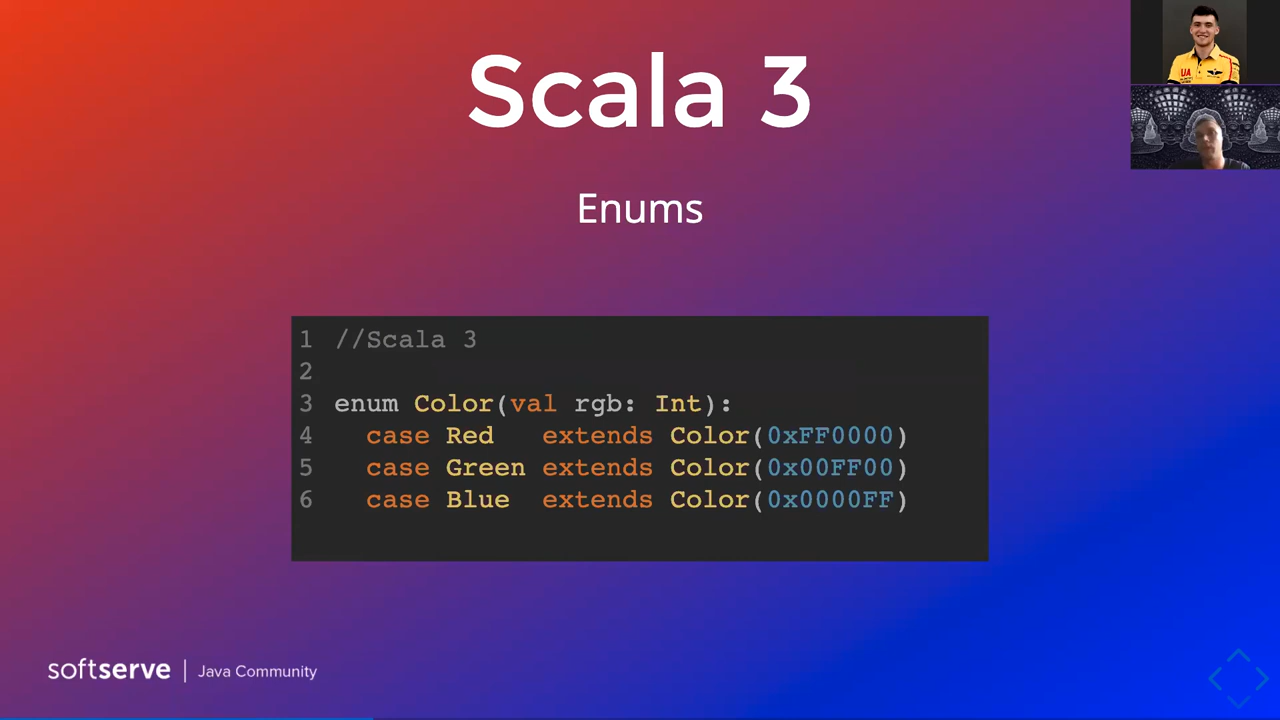 Scala 3
Enums
1 //Scala 3
2
3 enum Color(val rgb: Int):
4   case Red   extends Color(0xFF0000)
5   case Green extends Color(0x00FF00)
6   case Blue  extends Color(0x0000FF)
softserve | Java Community
UA